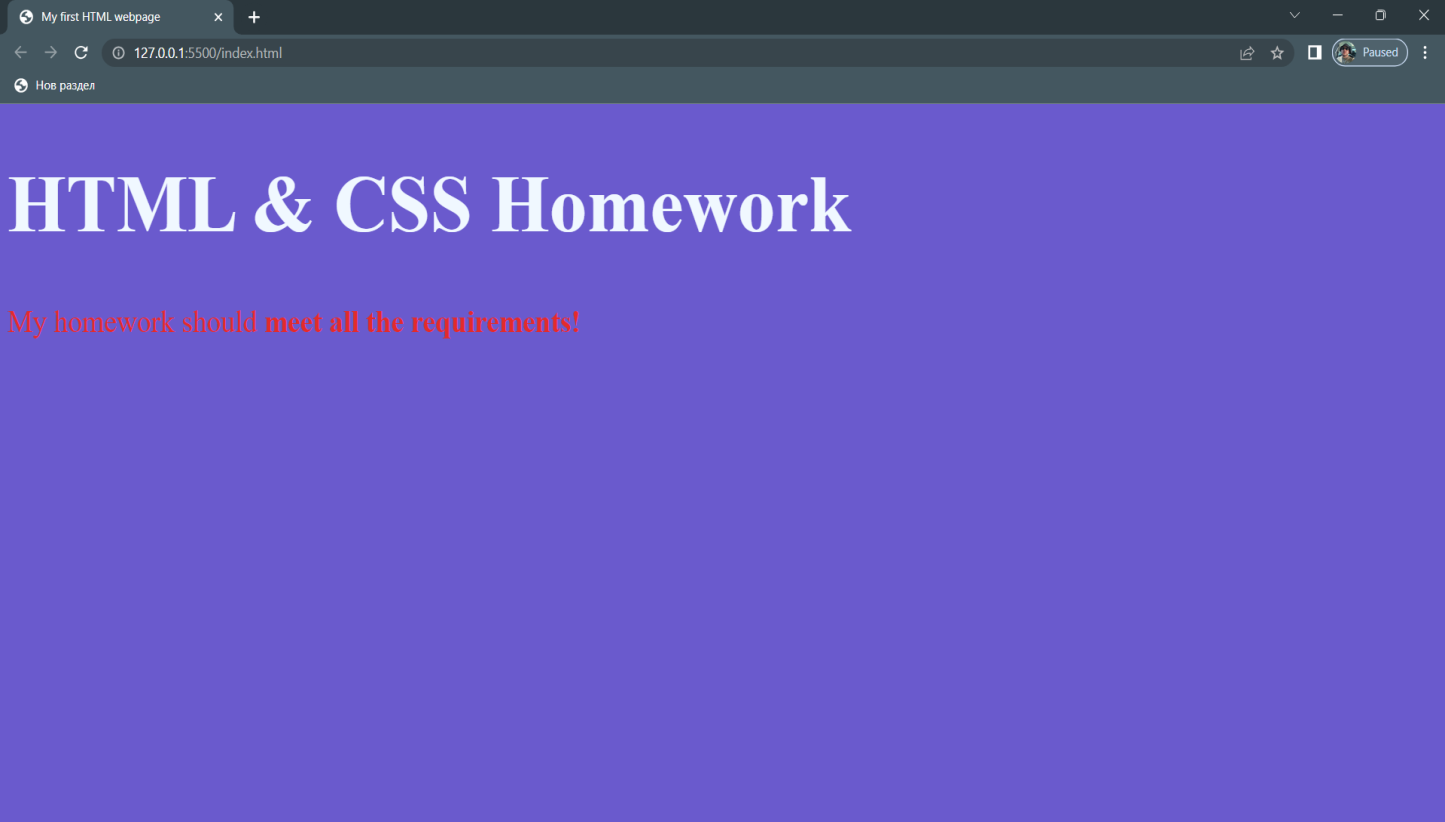 My first HTML webpage
127.0.0.1:5500/index.html
Paused
Нов раздел
HTML & CSS Homework
My homework should meet all the requirements!